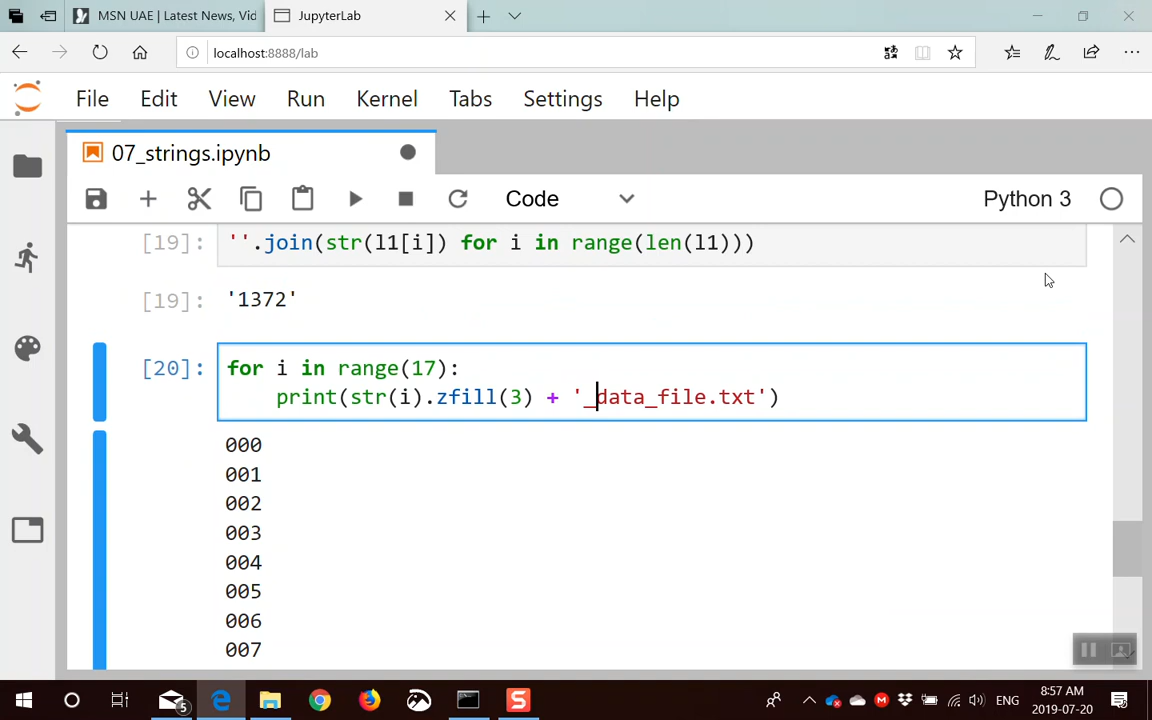 MSN UAE | Latest News, Vid
JupyterLab
localhost:8888/lab
File Edit View Run Kernel Tabs Settings Help
07_strings.ipynb
Code
Python 3
[19]: ''.join(str(l1[i]) for i in range(len(l1)))
[19]: '1372'
[20]: for i in range(17):
print(str(i).zfill(3) + '_data_file.txt')
000
001
002
003
004
005
006
007
5
S
M
ENG
8:57 AM
2019-07-20